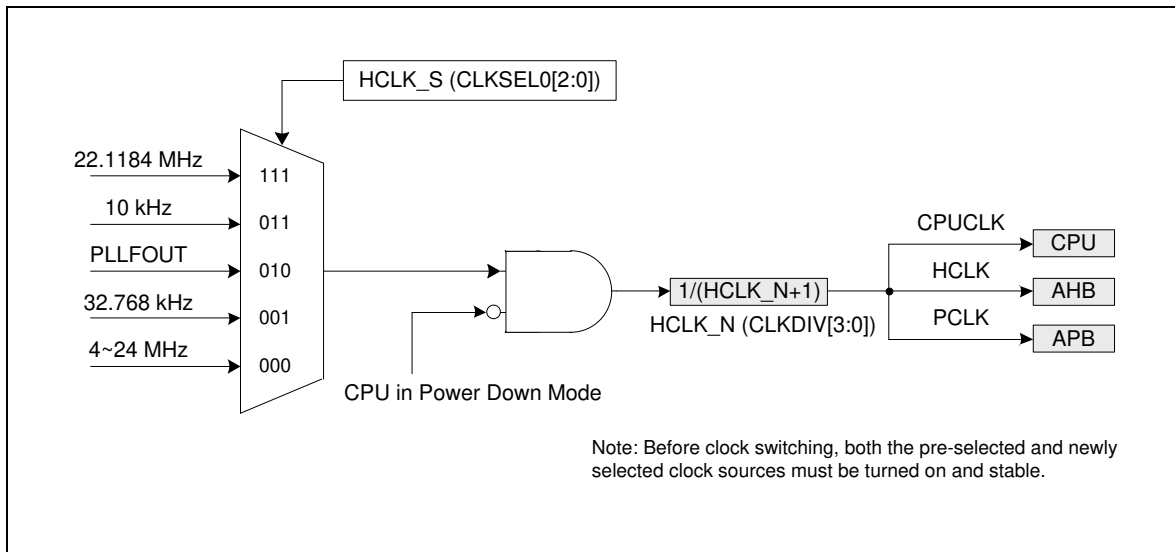 HCLK_S (CLKSEL0[2:0])
22.1184 MHz
111
10 kHz
011
PLLFOUT
010
32.768 kHz
001
4~24 MHz
000
CPU in Power Down Mode
1/(HCLK_N+1)
HCLK_N (CLKDIV[3:0])
CPUCLK
CPU
HCLK
AHB
PCLK
APB
Note: Before clock switching, both the pre-selected and newly
selected clock sources must be turned on and stable.